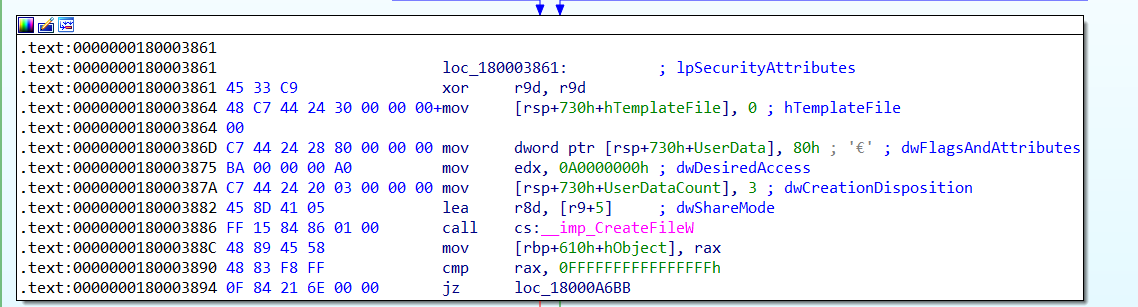 .text:0000000180003861
.text:0000000180003861 loc_180003861: ; lpSecurityAttributes
.text:0000000180003861 45 33 C9 xor r9d, r9d
.text:0000000180003864 48 C7 44 24 30 00 00 00+mov [rsp+730h+hTemplateFile], 0 ; hTemplateFile
.text:0000000180003864 00
.text:000000018000386D C7 44 24 28 80 00 00 00 mov dword ptr [rsp+730h+UserData], 80h ; '€' ; dwFlagsAndAttributes
.text:0000000180003875 BA 00 00 00 A0 mov edx, 0A0000000h ; dwDesiredAccess
.text:000000018000387A C7 44 24 20 03 00 00 00 mov [rsp+730h+UserDataCount], 3 ; dwCreationDisposition
.text:0000000180003882 45 8D 41 05 lea r8d, [r9+5] ; dwShareMode
.text:0000000180003886 FF 15 84 86 01 00 call cs:__imp_CreateFileW
.text:000000018000388C 48 89 45 58 mov [rbp+610h+hObject], rax
.text:0000000180003890 48 83 F8 FF cmp rax, 0FFFFFFFFFFFFFFFFh
.text:0000000180003894 0F 84 21 6E 00 00 jz loc_18000A6BB